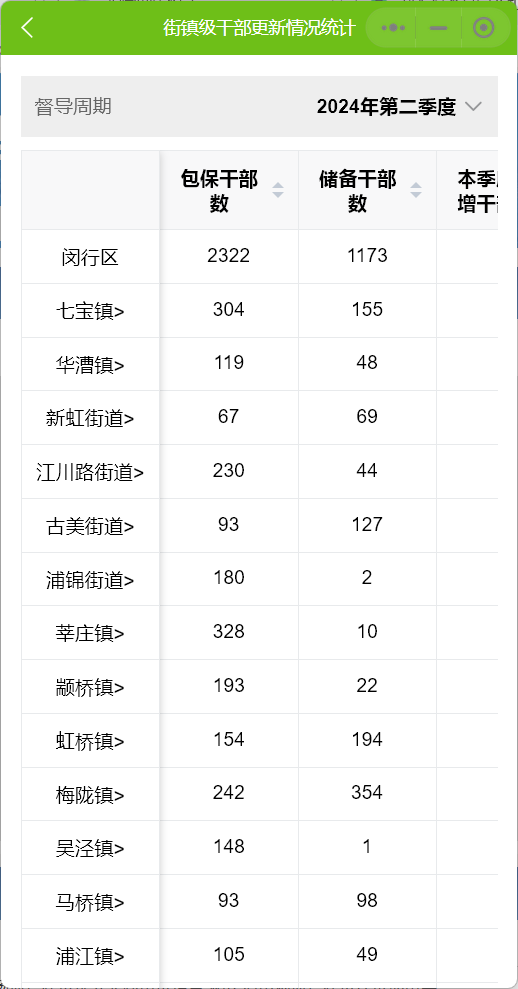 街镇级干部更新情况统计
督导周期 2024年第二季度
包保干部数 储备干部数 本季
增干
闵行区 2322 1173
七宝镇> 304 155
华漕镇> 119 48
新虹街道> 67 69
江川路街道> 230 44
古美街道> 93 127
浦锦街道> 180 2
莘庄镇> 328 10
颛桥镇> 193 22
虹桥镇> 154 194
梅陇镇> 242 354
吴泾镇> 148 1
马桥镇> 93 98
浦江镇> 105 49